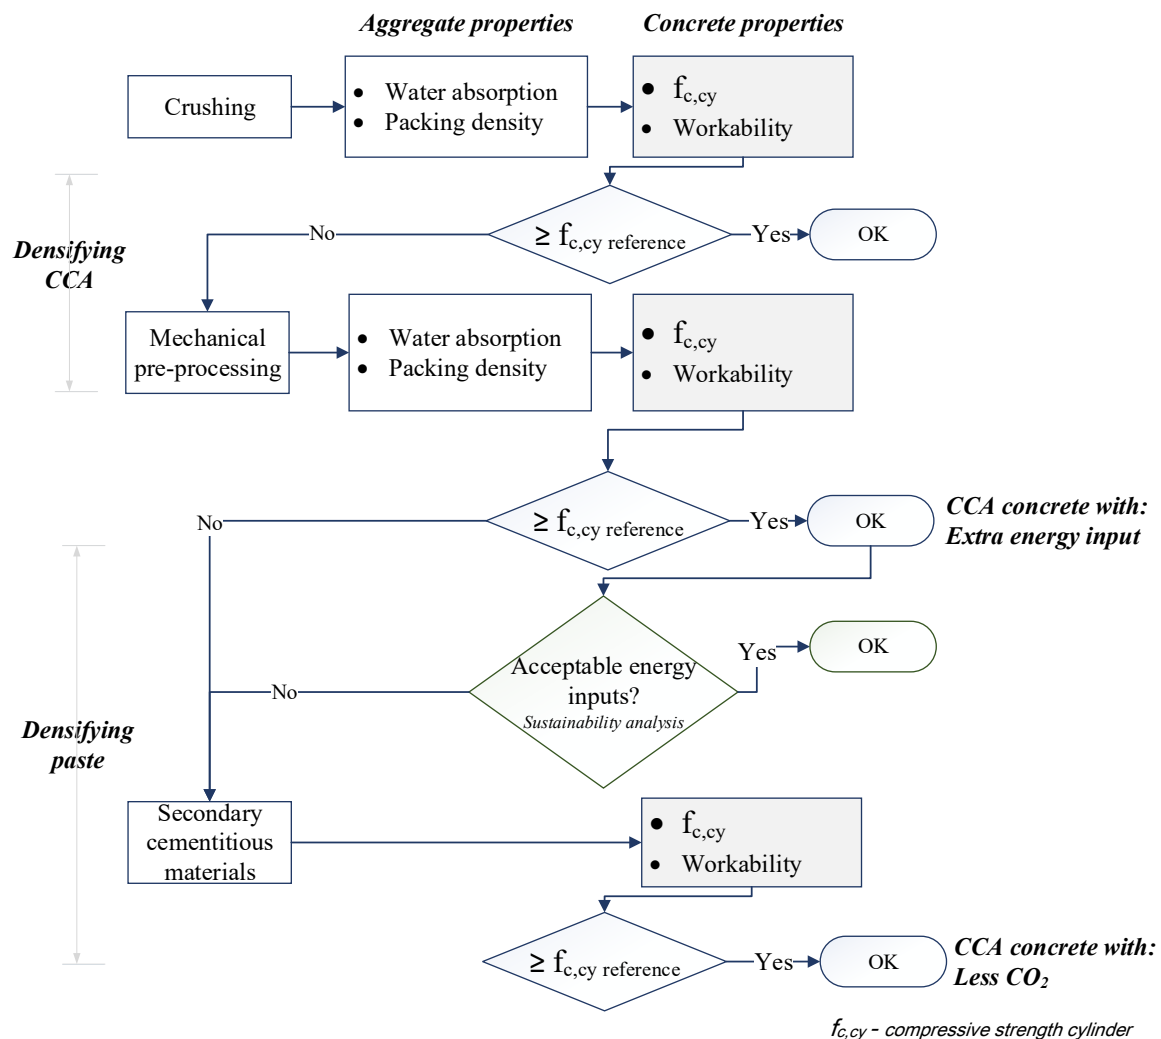 Aggregate properties
Concrete properties
Crushing
• Water absorption
• Packing density
• fc,cy
• Workability
Densifying
CCA
No
≥ fc,cy reference
Yes
OK
Mechanical
pre-processing
• Water absorption
• Packing density
• fc,cy
• Workability
No
≥ fc,cy reference
Yes
OK
CCA concrete with:
Extra energy input
Densifying
paste
No
Acceptable energy
inputs?
Sustainability analysis
Yes
OK
Secondary
cementitious
materials
• fc,cy
• Workability
≥ fc,cy reference
Yes
OK
CCA concrete with:
Less CO2
fc,cy - compressive strength cylinder